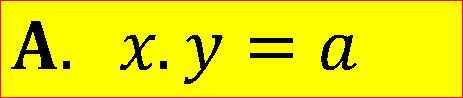 A. x.y = a